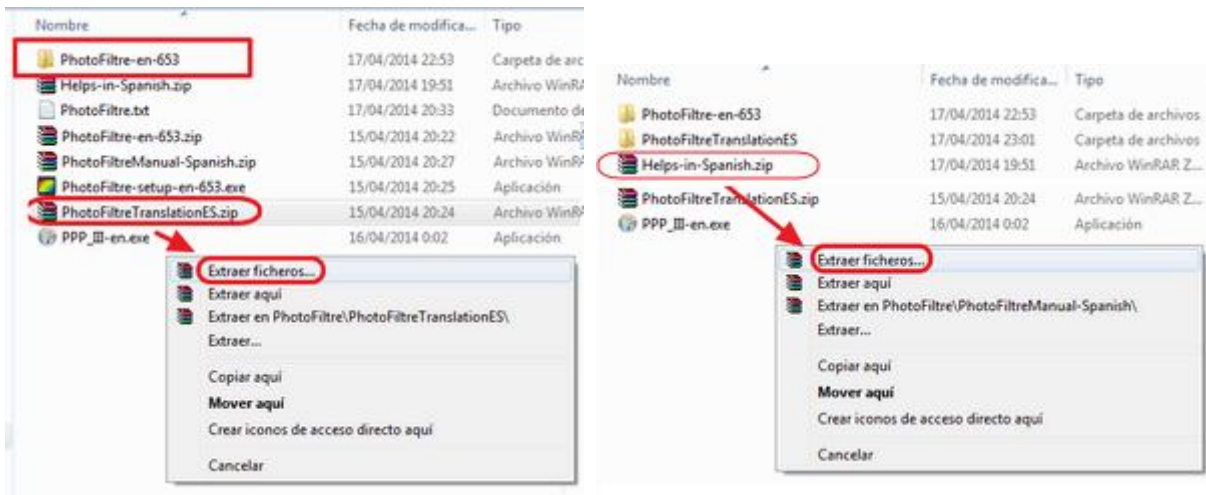 Nombre Fecha de modifica... Tipo
PhotoFiltre-en-653 17/04/2014 22:53 Carpeta de arc
Helps-in-Spanish.zip 17/04/2014 19:51 Archivo WinRA
PhotoFiltre.txt 17/04/2014 20:33 Documento de
PhotoFiltre-en-653.zip 15/04/2014 20:22 Archivo WinRA
PhotoFiltreManual-Spanish.zip 15/04/2014 20:27 Archivo WinRA
PhotoFiltre-setup-en-653.exe 15/04/2014 20:25 Aplicación
PhotoFiltreTranslationES.zip 15/04/2014 20:24 Archivo WinRA
PPP_III-en.exe 16/04/2014 0:02 Aplicación
Extraer ficheros...
Extraer aquí
Extraer en PhotoFiltre\PhotoFiltreTranslationES\
Extraer...
Copiar aquí
Mover aquí
Crear iconos de acceso directo aquí
Cancelar
Nombre Fecha de modifica... Tipo
PhotoFiltre-en-653 17/04/2014 22:53 Carpeta de archivos
PhotoFiltreTranslationES 17/04/2014 23:01 Carpeta de archivos
Helps-in-Spanish.zip 17/04/2014 19:51 Archivo WinRAR Z...
PhotoFiltreTranslationES.zip 15/04/2014 20:24 Archivo WinRAR Z...
PPP_III-en.exe 16/04/2014 0:02 Aplicación
Extraer ficheros...
Extraer aquí
Extraer en PhotoFiltre\PhotoFiltreManual-Spanish\
Extraer...
Copiar aquí
Mover aquí
Crear iconos de acceso directo aquí
Cancelar